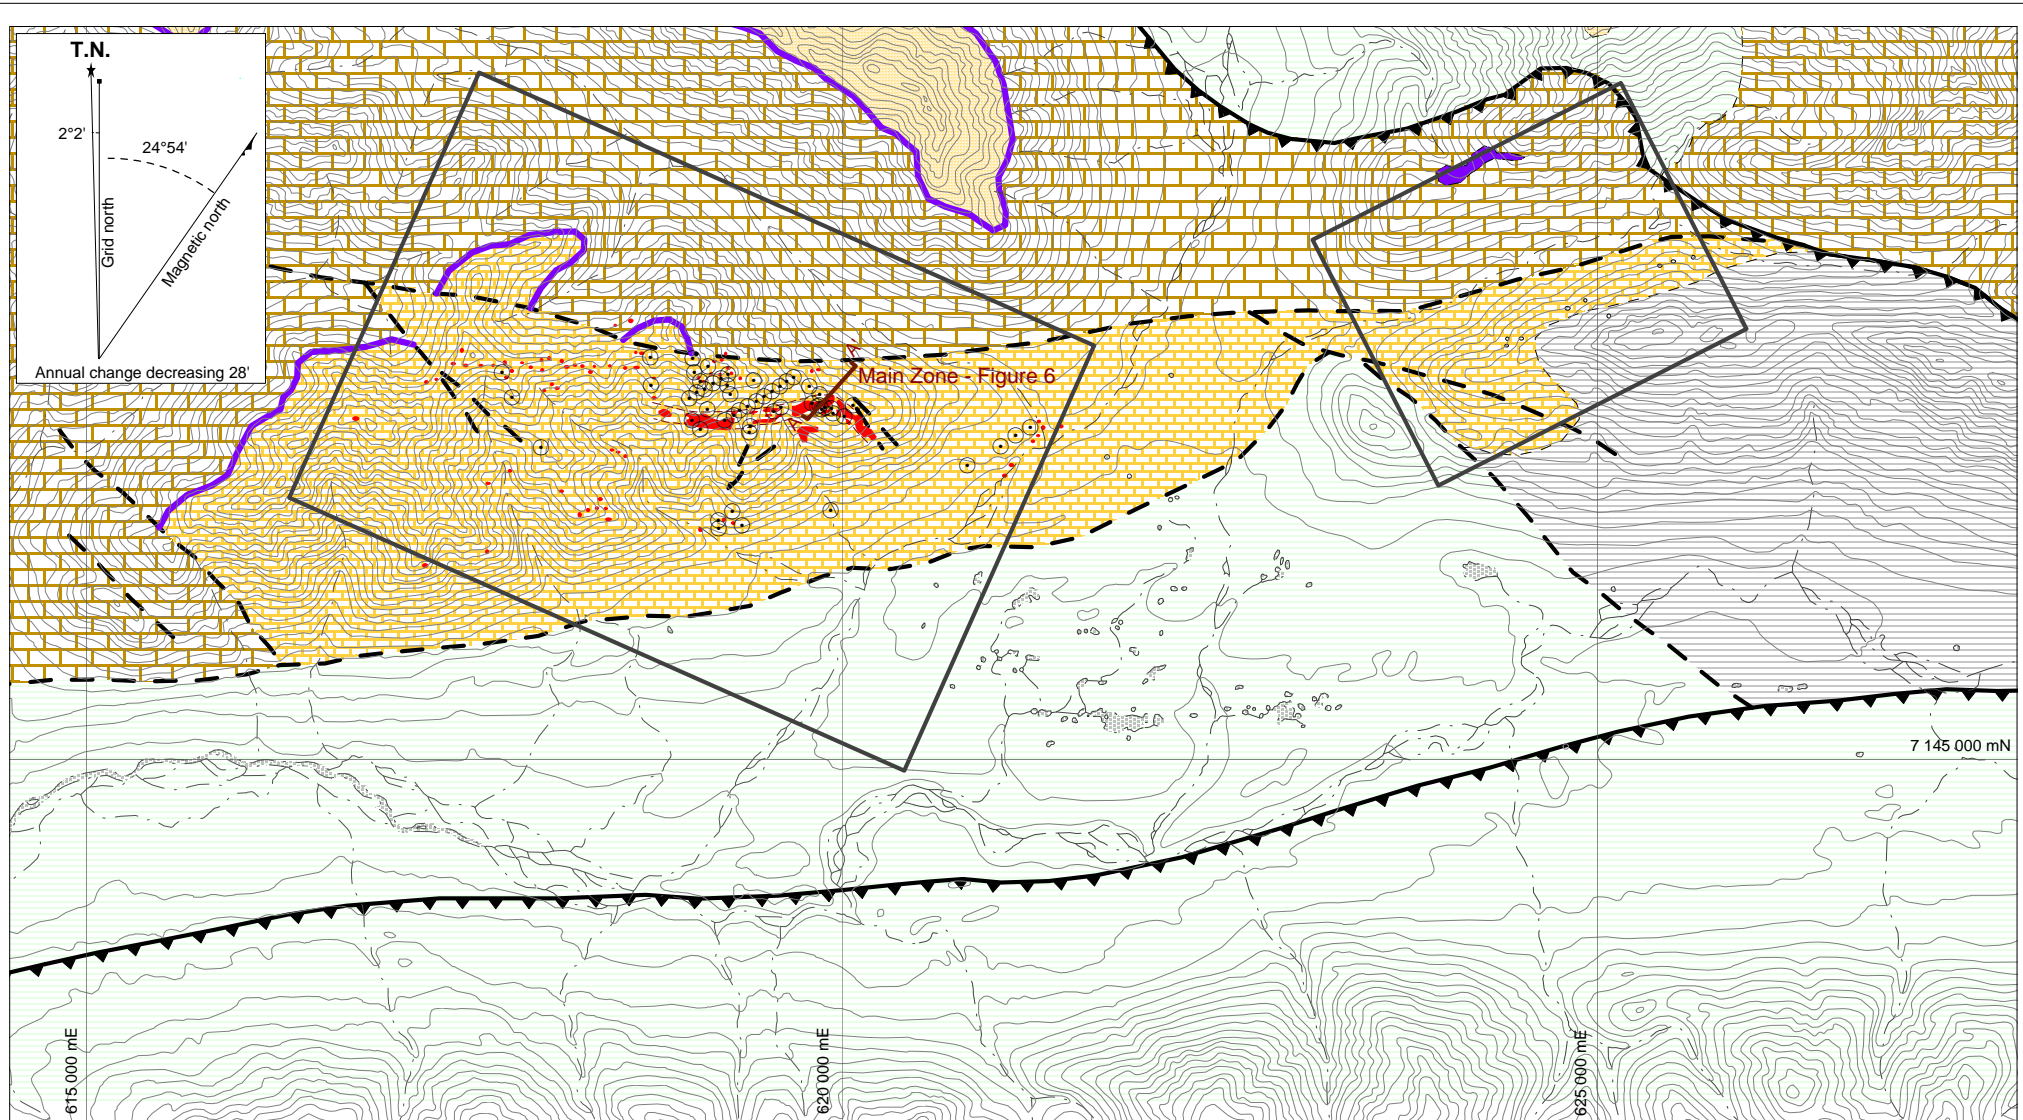 T.N.
2°2'
24°54'
Grid north
Magnetic north
Annual change decreasing 28'
A'
Main Zone - Figure 6
A
7 145 000 mN
615 000 mE
620 000 mE
625 000 mE